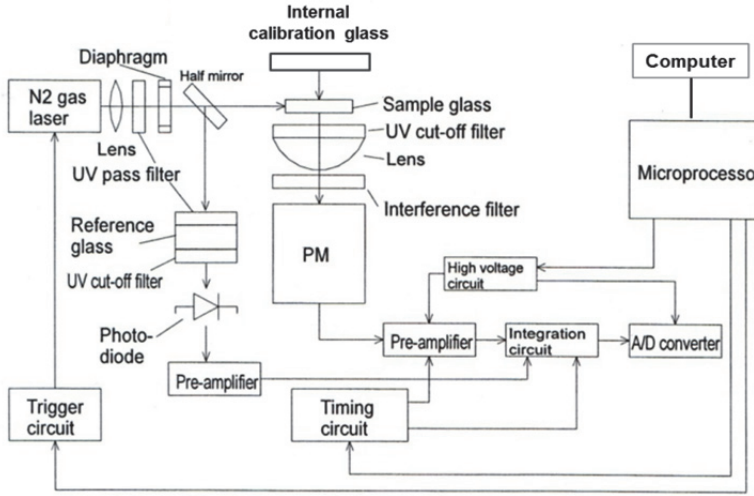 Internal
calibration glass
Computer
Diaphragm
Half mirror
N2 gas
laser
Sample glass
UV cut-off filter
Lens
Lens
UV pass filter
Microprocesso
Interference filter
Reference
glass
PM
UV cut-off filter
High voltage
circuit
Photo-
diode
Pre-amplifier
Integration
circuit
A/D converter
Pre-amplifier
Trigger
circuit
Timing
circuit